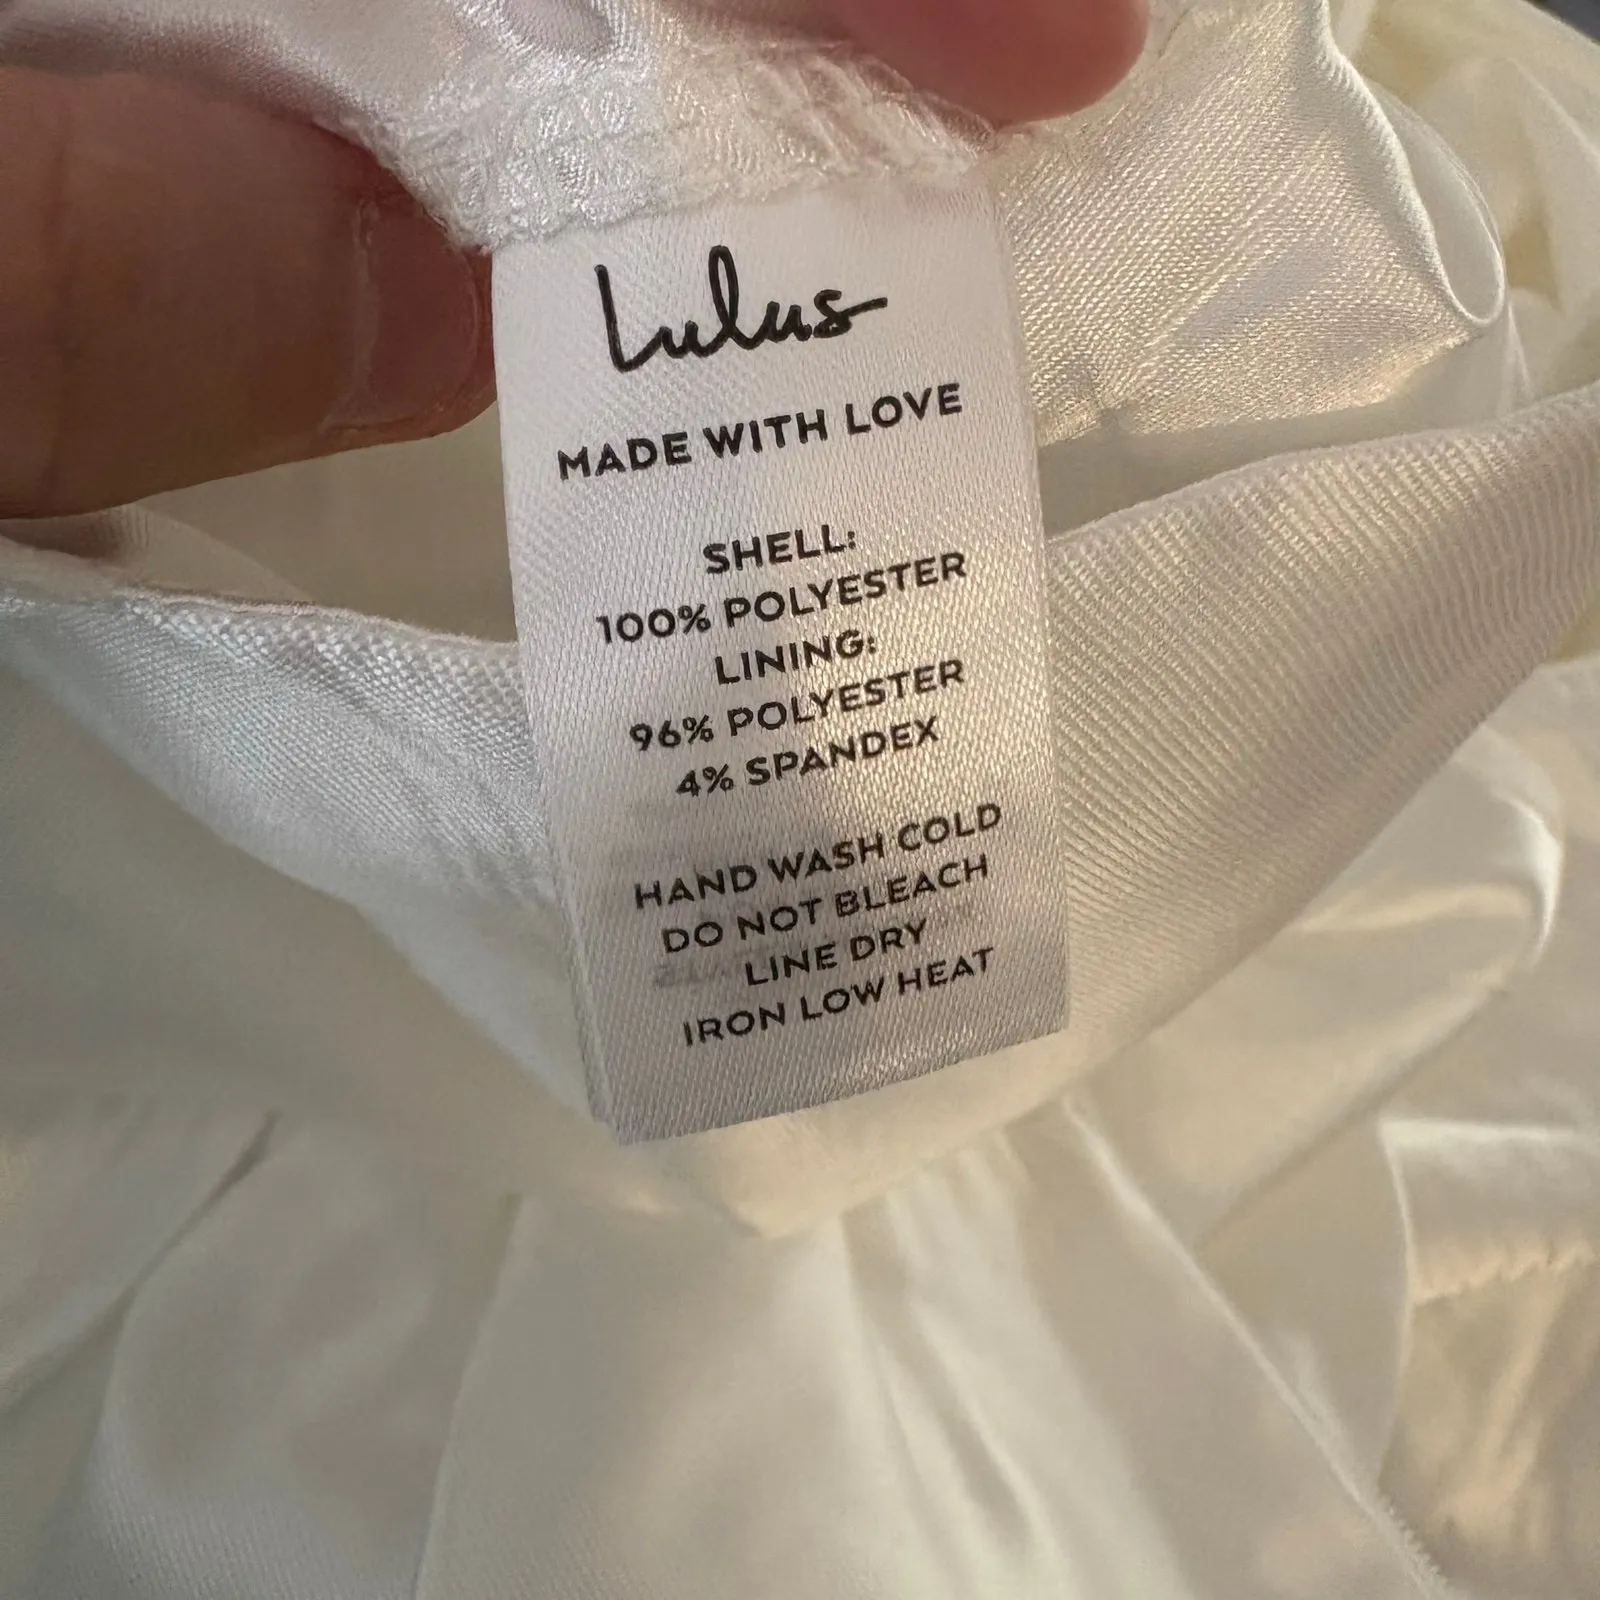 Lulus
MADE WITH LOVE
SHELL:
100% POLYESTER
LINING:
96% POLYESTER
4% SPANDEX
HAND WASH COLD
DO NOT BLEACH
LINE DRY
IRON LOW HEAT